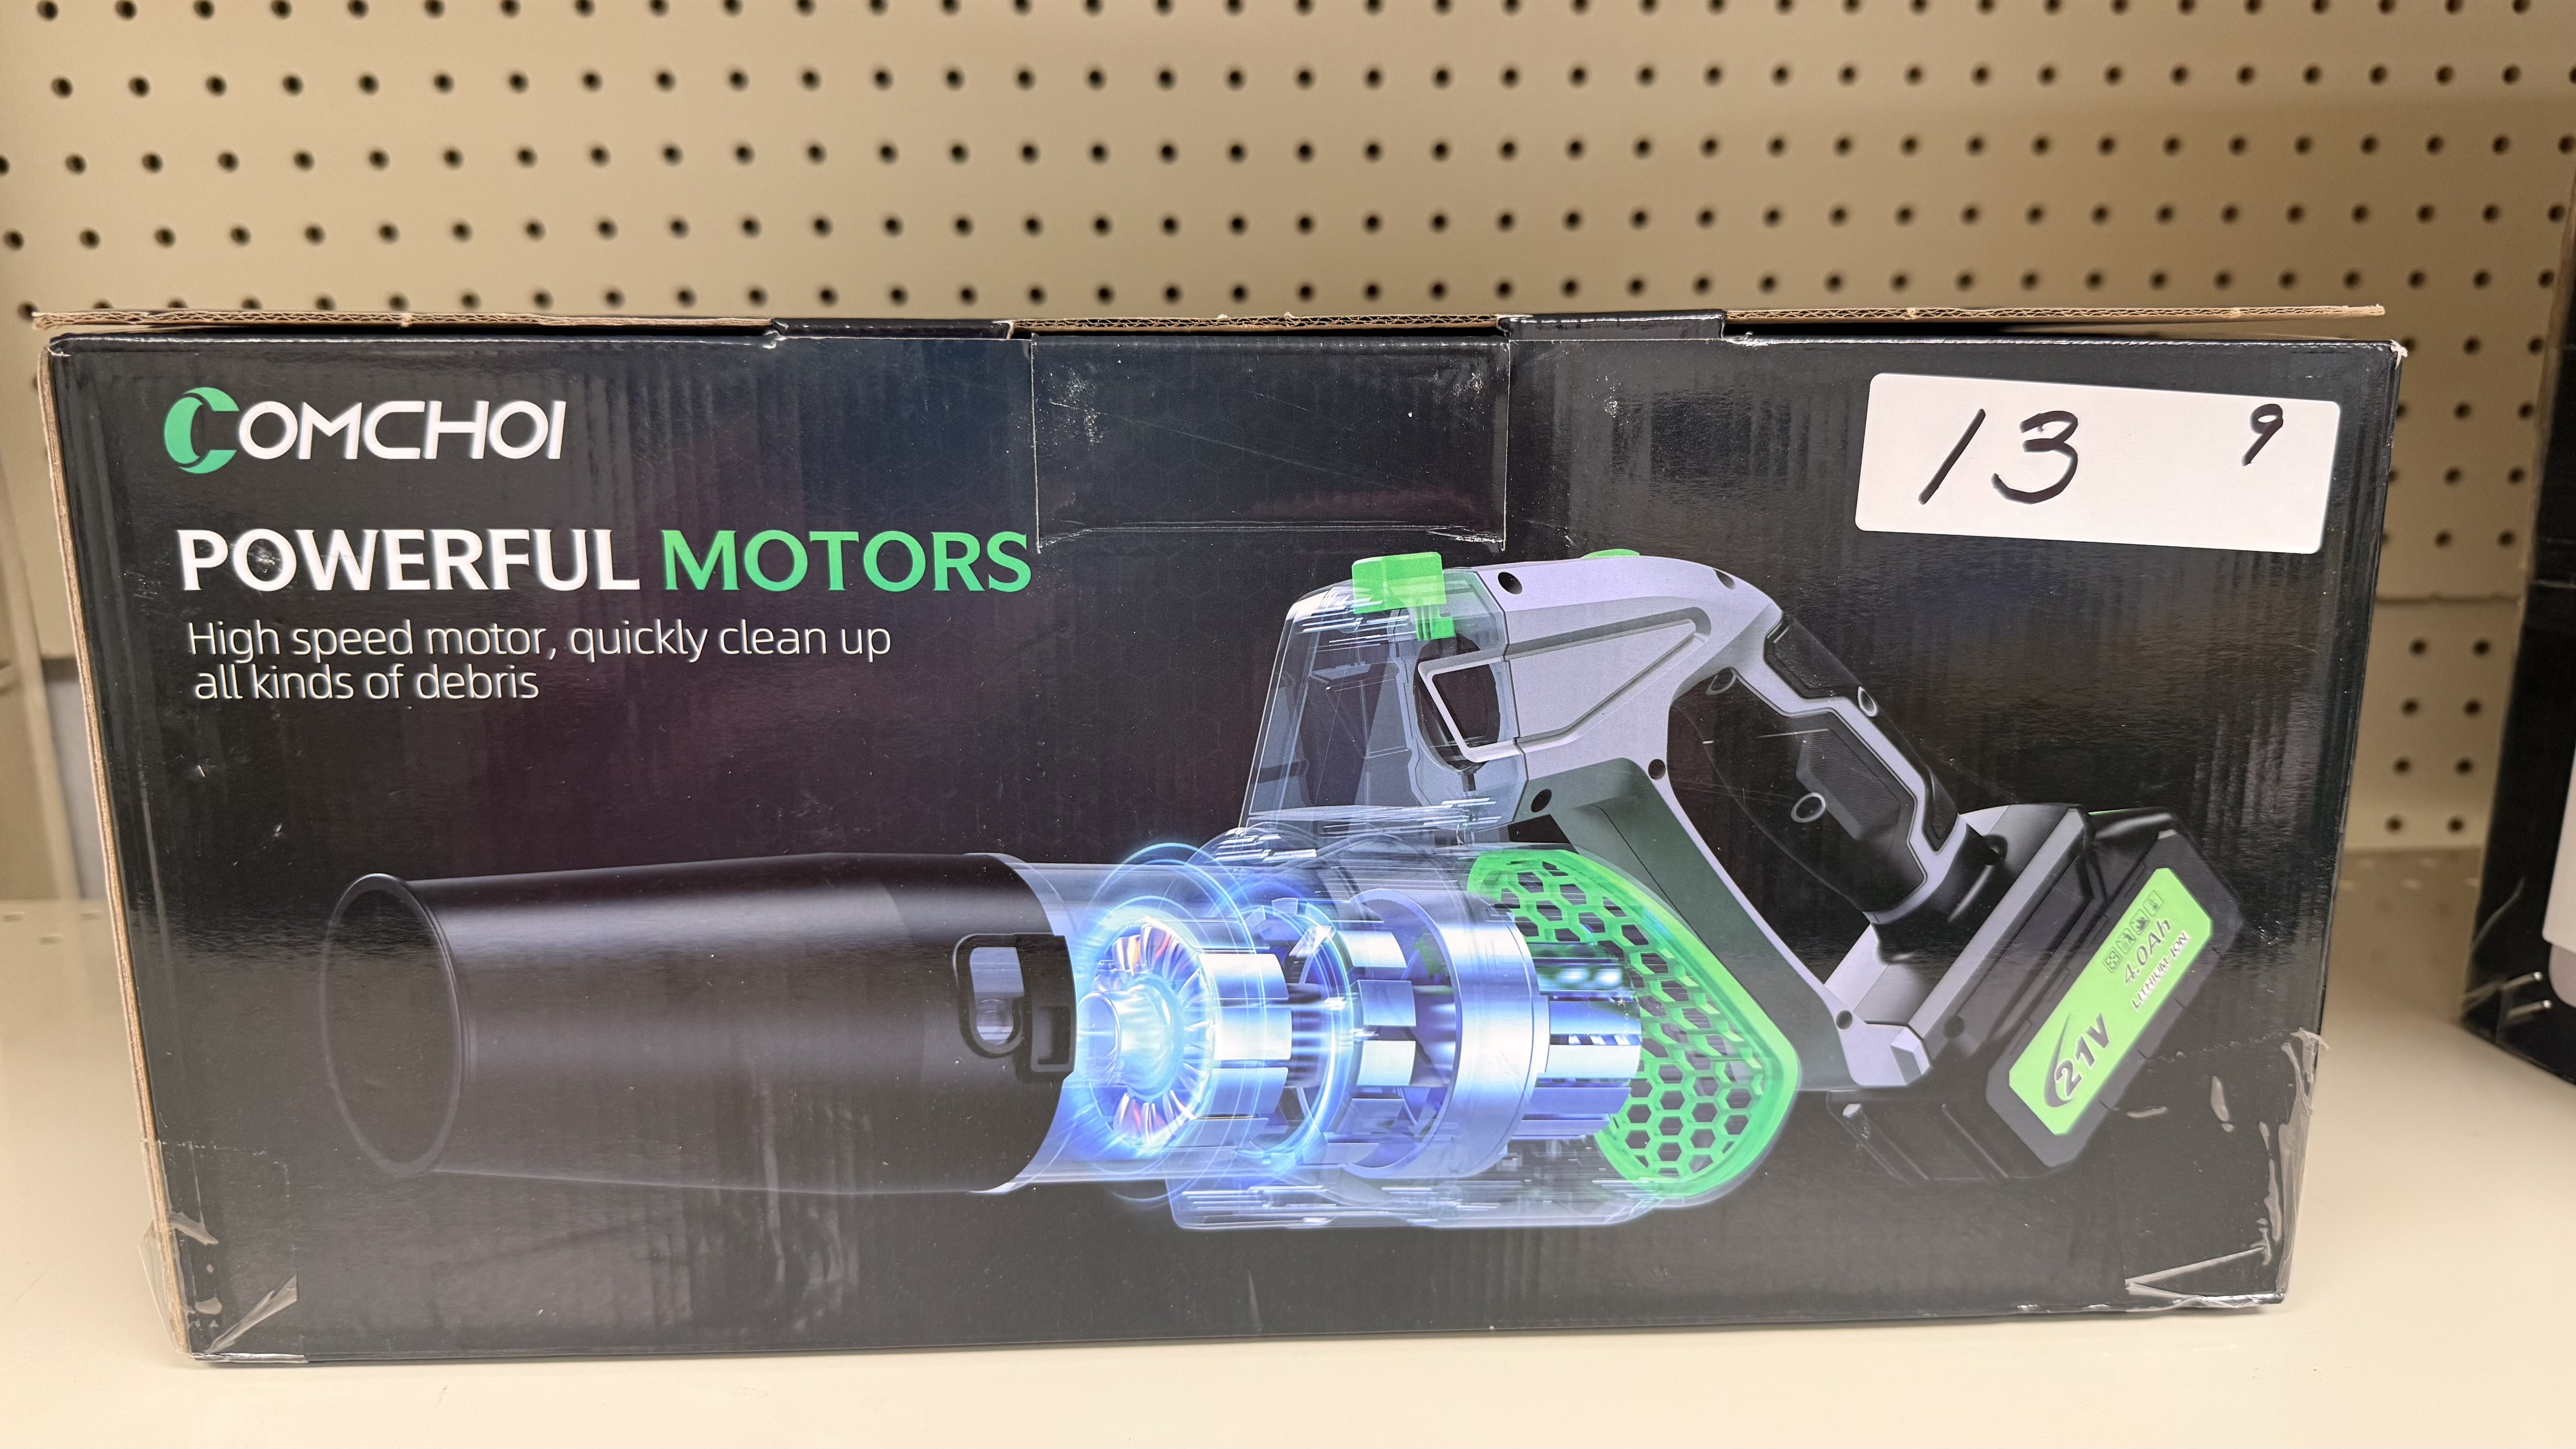 COMCHOI
13 9
POWERFUL MOTORS
High speed motor, quickly clean up
all kinds of debris
4.0Ah
LITHIUM-ION
21V